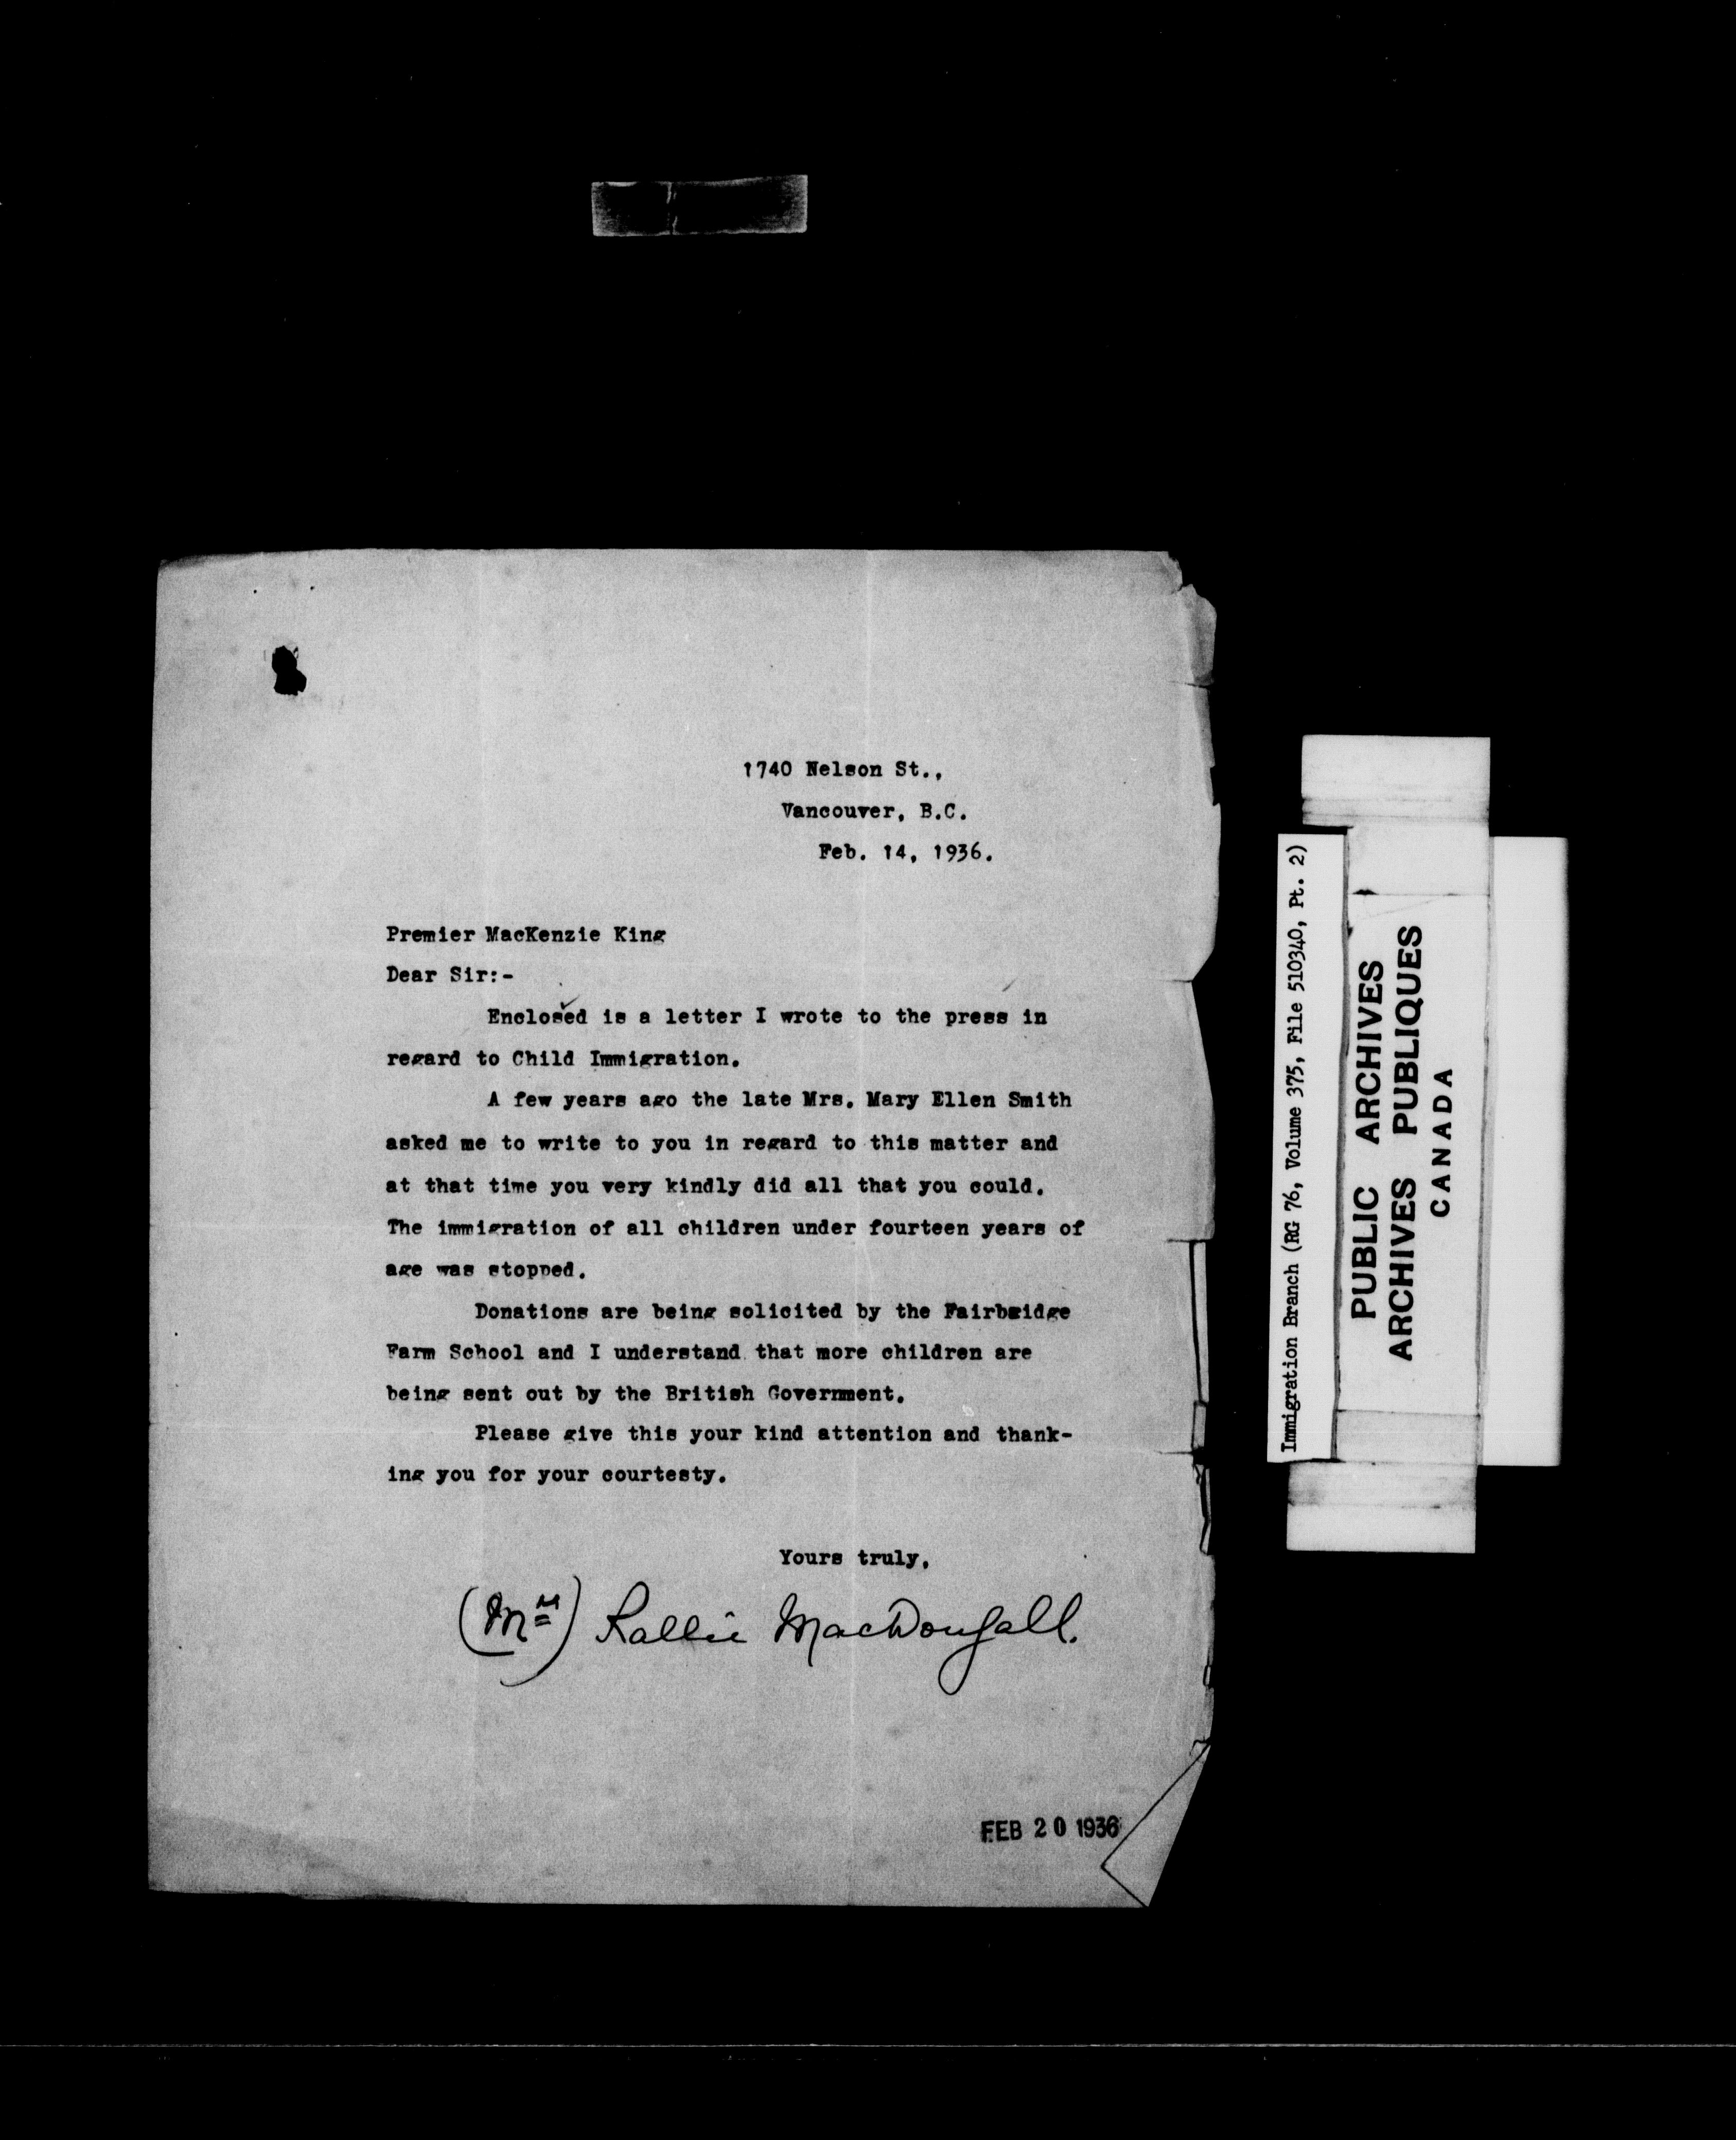 1740 Nelson St.,
Vancouver, B.C.
Feb. 14, 1936.
Premier MacKenzie King
Dear Sir:-
Enclosed is a letter I wrote to the press in
regard to Child Immigration.
A few years ago the late Mrs. Mary Ellen Smith
asked me to write to you in regard to this matter and
at that time you very kindly did all that you could.
The immigration of all children under fourteen years of
age was stopped.
Donations are being solicited by the Fairbridge
Farm School and I understand that more children are
being sent out by the British Government.
Please give this your kind attention and thank-
ing you for your courtesty.
Yours truly,
(Mrs) Rallie MacDougall.
FEB 20 1936
Immigration Branch (RG 76, Volume 375, File 510340, Pt. 2)
PUBLIC ARCHIVES
ARCHIVES PUBLIQUES
CANADA